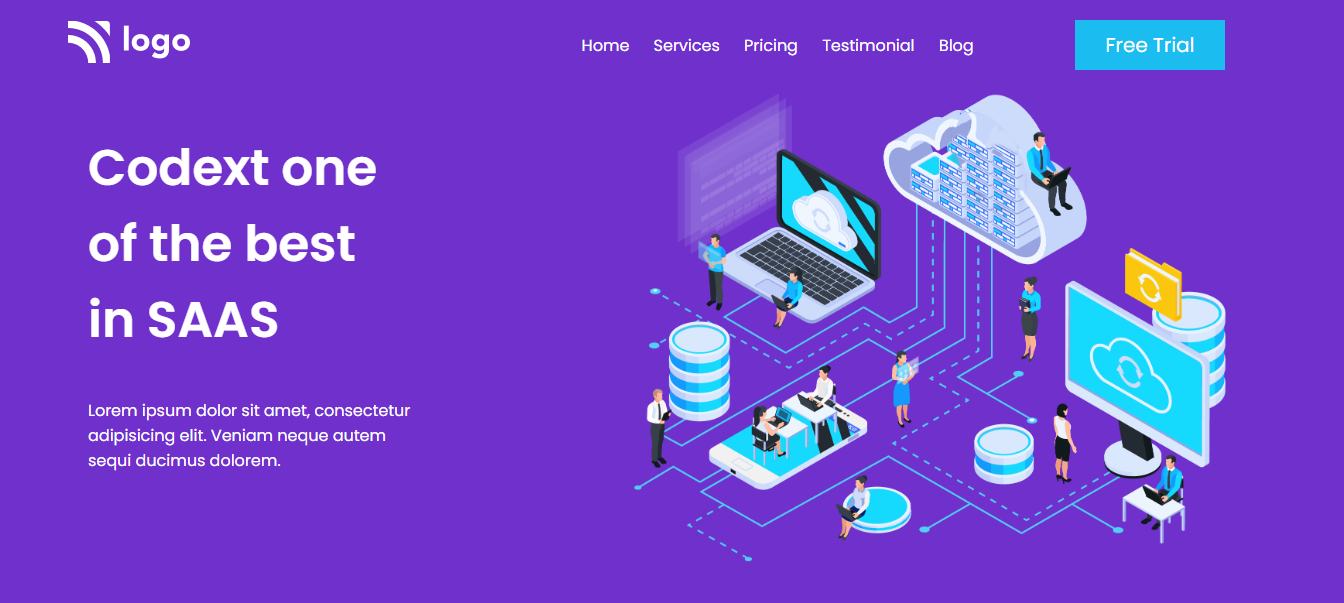 logo
Home Services Pricing Testimonial Blog
Free Trial
Codext one
of the best
in SAAS
Lorem ipsum dolor sit amet, consectetur
adipisicing elit. Veniam neque autem
sequi ducimus dolorem.